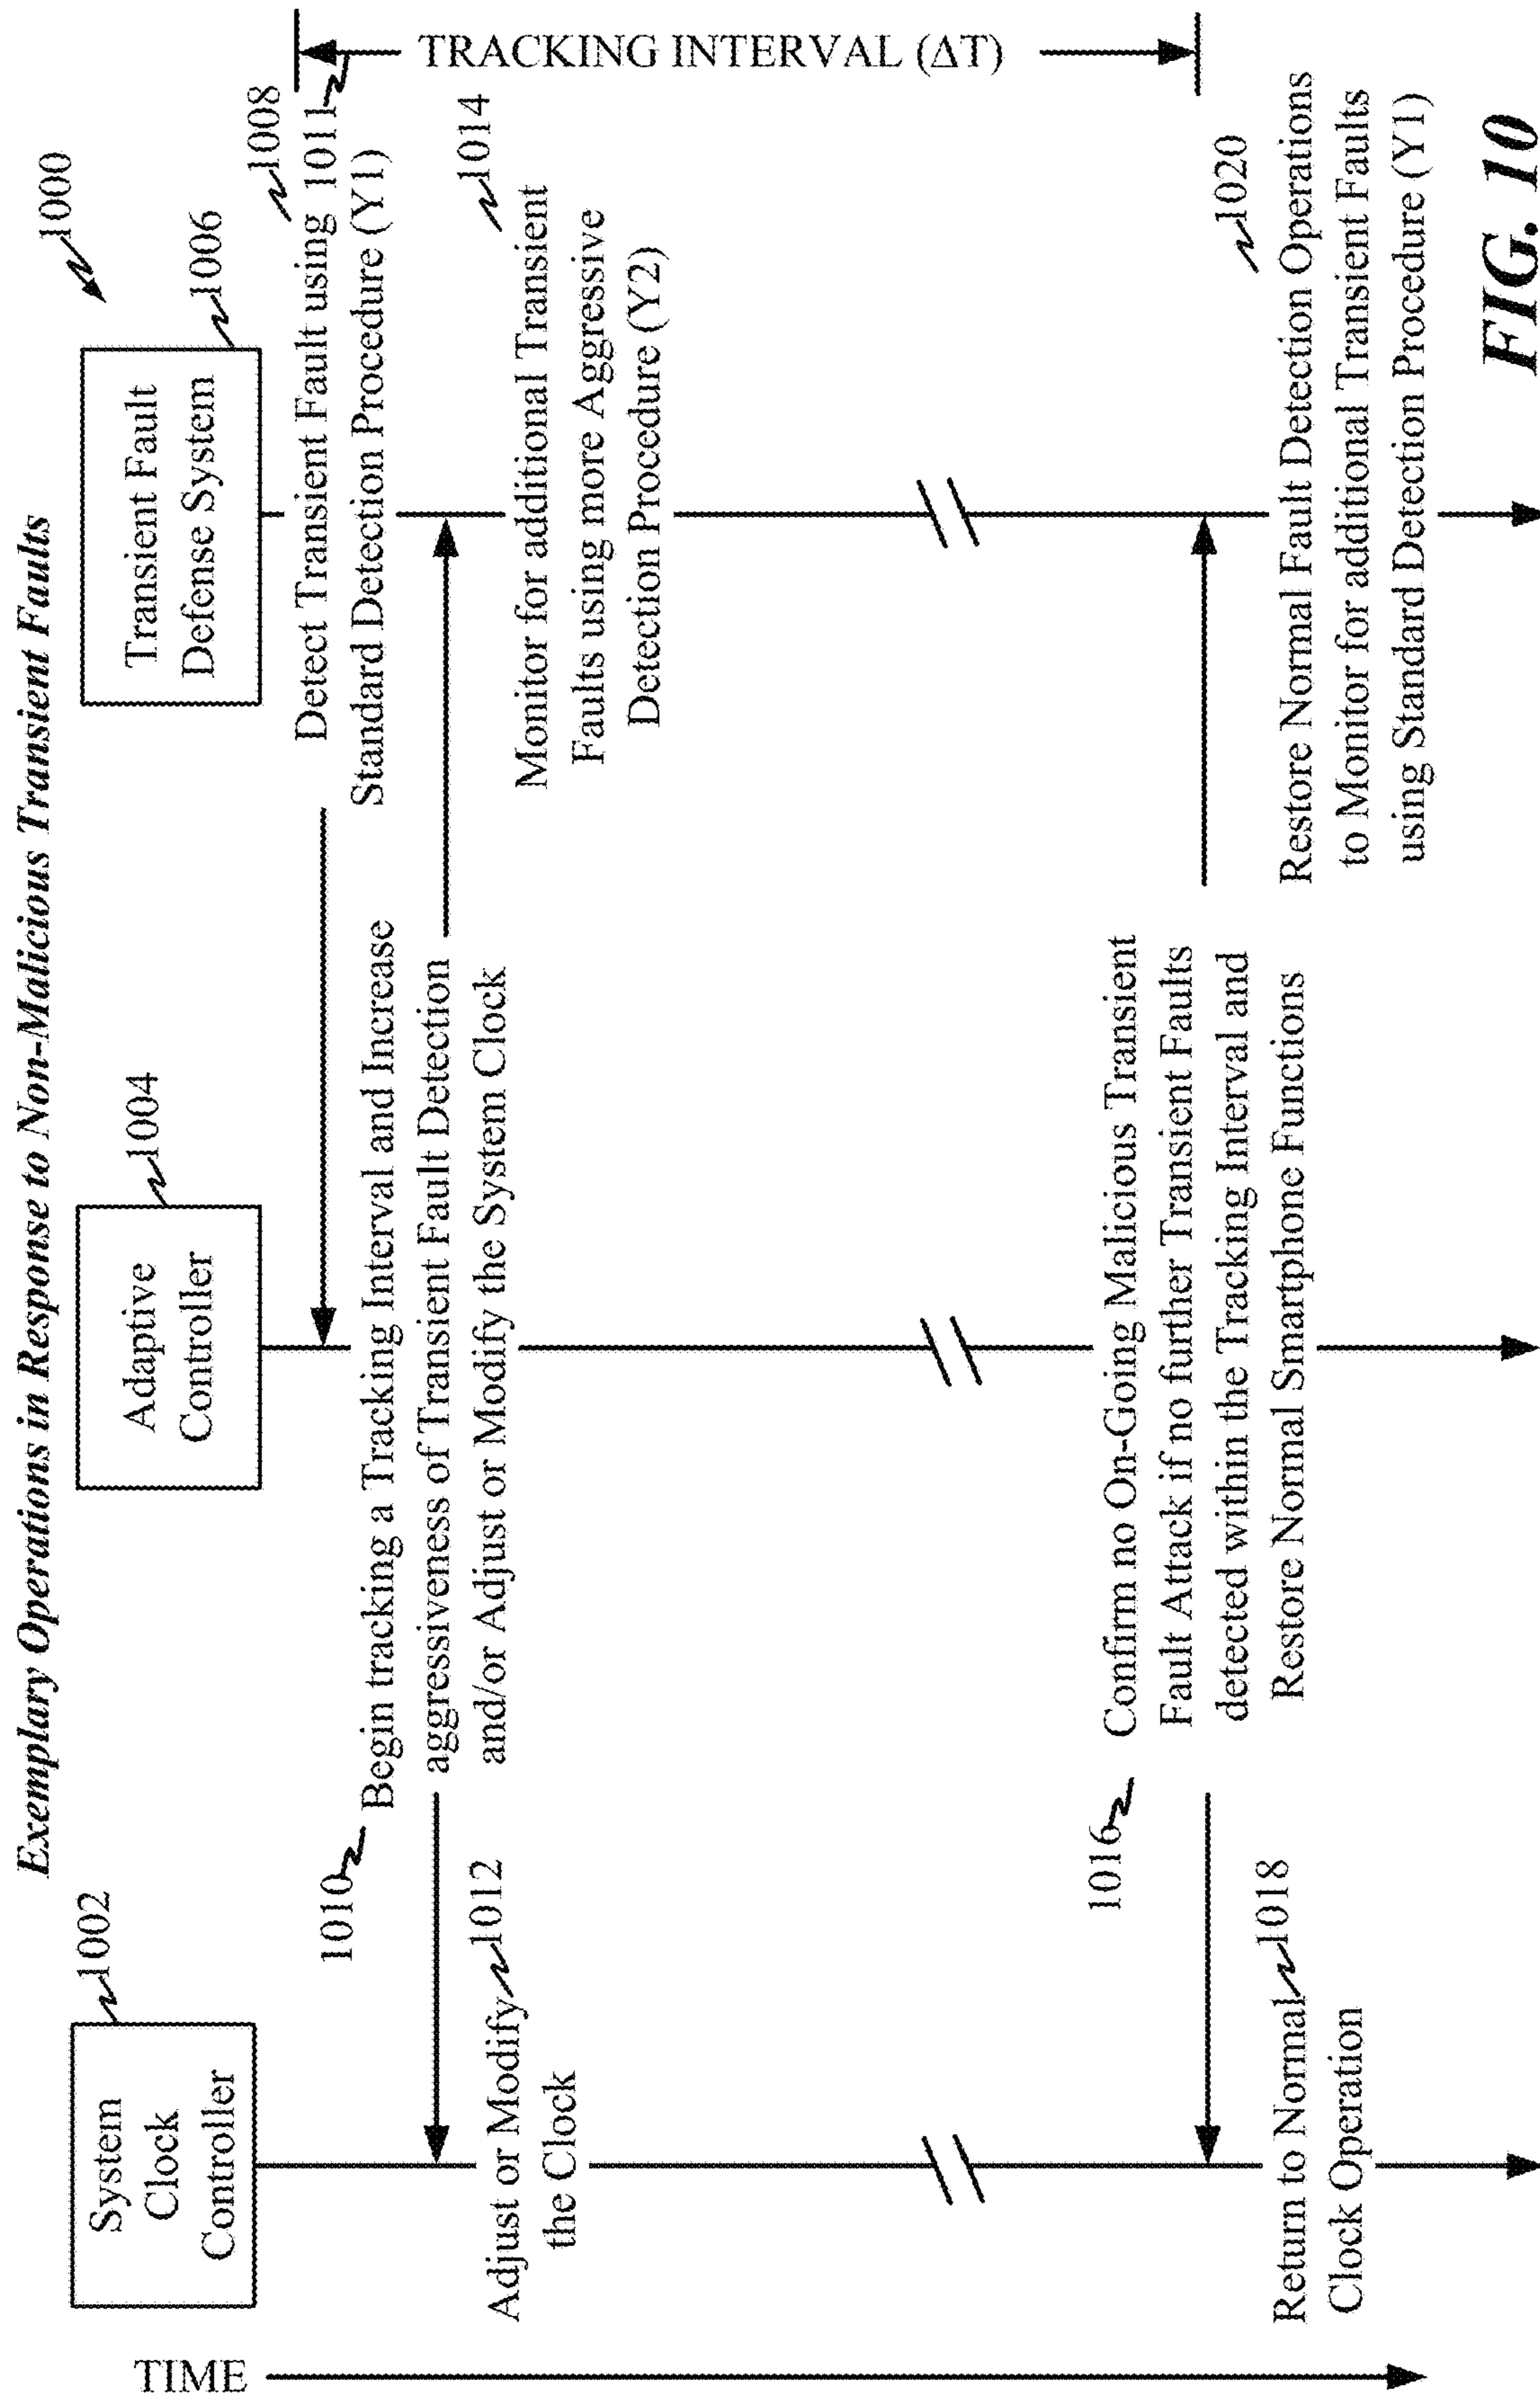 Exemplary Operations in Response to Non-Malicious Transient Faults
1000
TIME
System
Clock
Controller
1002
Adaptive
Controller
1004
Transient Fault
Defense System
1006
1008
Detect Transient Fault using
Standard Detection Procedure (Y1)
1011
TRACKING INTERVAL (ΔT)
1010
Begin tracking a Tracking Interval and Increase
aggressiveness of Transient Fault Detection
and/or Adjust or Modify the System Clock
Adjust or Modify
the Clock
1012
1014
Monitor for additional Transient
Faults using more Aggressive
Detection Procedure (Y2)
1016
Confirm no On-Going Malicious Transient
Fault Attack if no further Transient Faults
detected within the Tracking Interval and
Restore Normal Smartphone Functions
Return to Normal
Clock Operation
1018
1020
Restore Normal Fault Detection Operations
to Monitor for additional Transient Faults
using Standard Detection Procedure (Y1)
FIG. 10